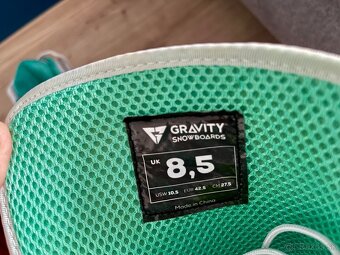 GRAVITY
SNOWBOARDS
UK 8,5
USW 10.5 EUR 42.5 CM 27.5
Made in China